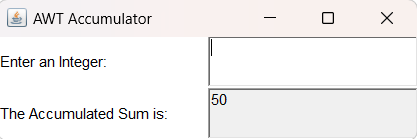 AWT Accumulator
Enter an Integer:
The Accumulated Sum is:
50